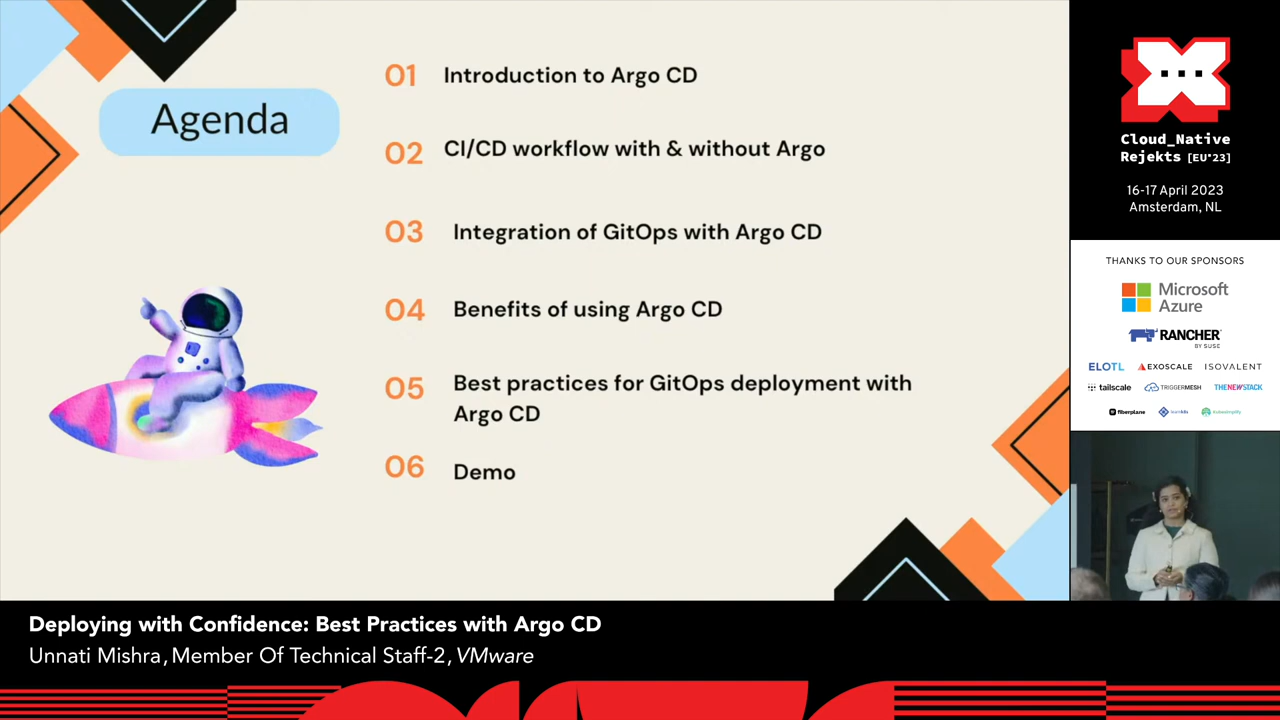 Agenda
01 Introduction to Argo CD
02 CI/CD workflow with & without Argo
03 Integration of GitOps with Argo CD
04 Benefits of using Argo CD
05 Best practices for GitOps deployment with
Argo CD
06 Demo
Cloud_Native
Rejekts [EU'23]
16-17 April 2023
Amsterdam, NL
THANKS TO OUR SPONSORS
Microsoft
Azure
RANCHER
BY SUSE
ELOTL EXOSCALE ISOVALENT
tailscale TRIGGERMESH THENEWSTACK
fiberplane
Deploying with Confidence: Best Practices with Argo CD
Unnati Mishra, Member Of Technical Staff-2, VMware